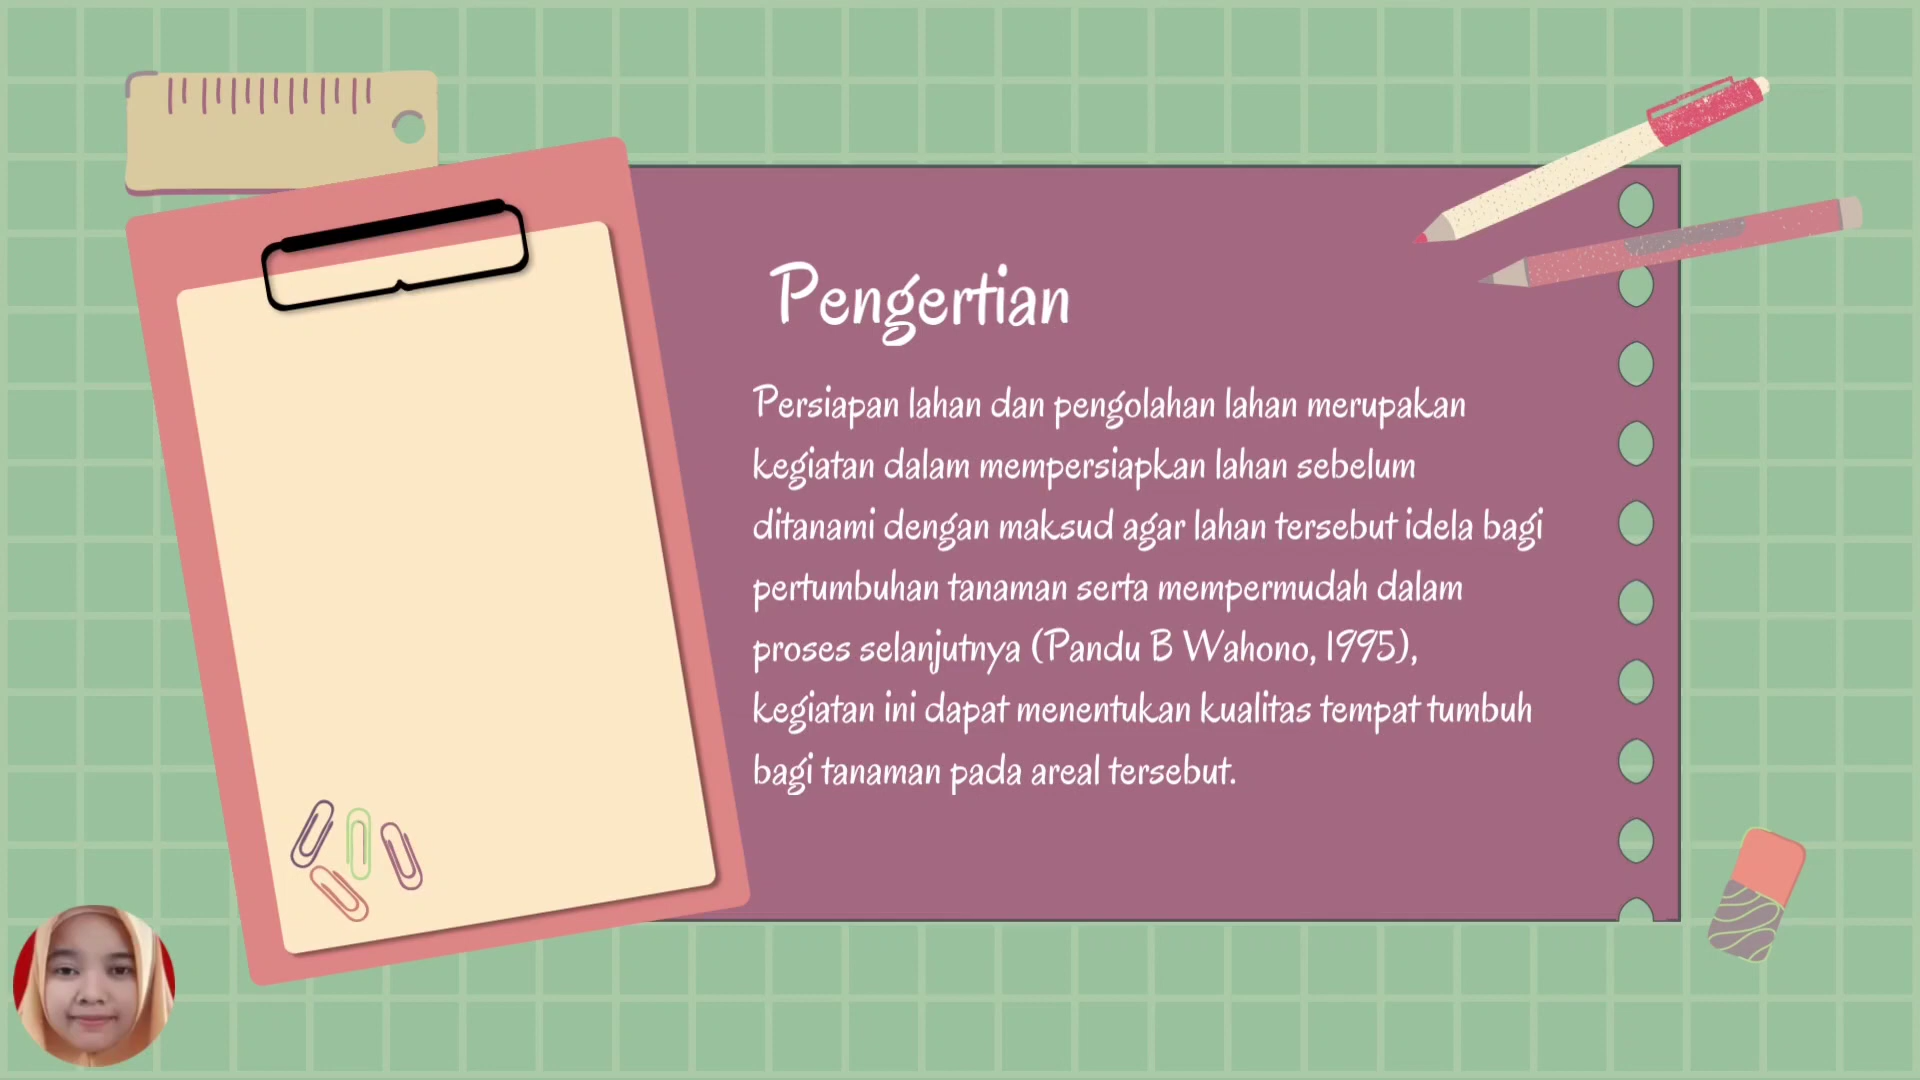 Pengertian
Persiapan lahan dan pengolahan lahan merupakan
kegiatan dalam mempersiapkan lahan sebelum
ditanami dengan maksud agar lahan tersebut idela bagi
pertumbuhan tanaman serta mempermudah dalam
proses selanjutnya (Pandu B Wahono, 1995),
kegiatan ini dapat menentukan kualitas tempat tumbuh
bagi tanaman pada areal tersebut.